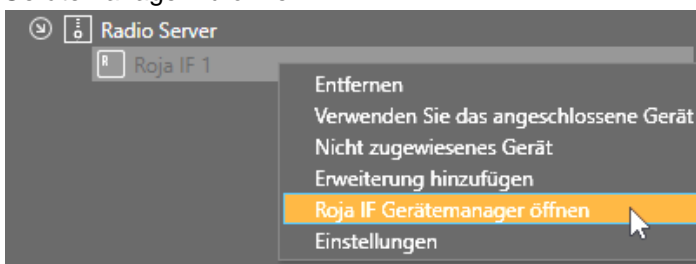 Radio Server
R Roja IF 1
Entfernen
Verwenden Sie das angeschlossene Gerät
Nicht zugewiesenes Gerät
Erweiterung hinzufügen
Roja IF Gerätemanager öffnen
Einstellungen